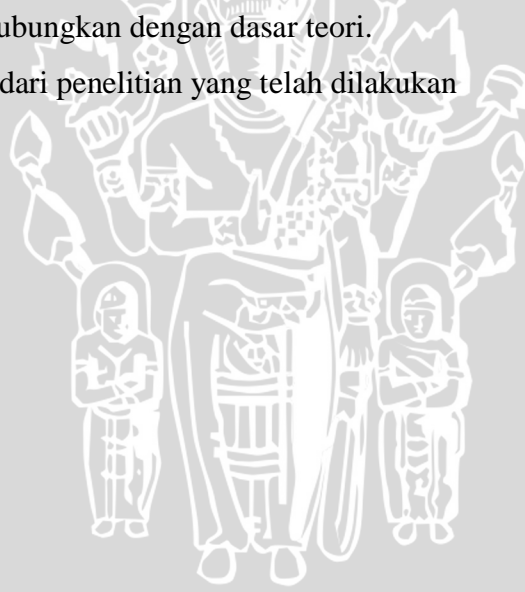 ubungkan dengan dasar teori.
dari penelitian yang telah dilakukan